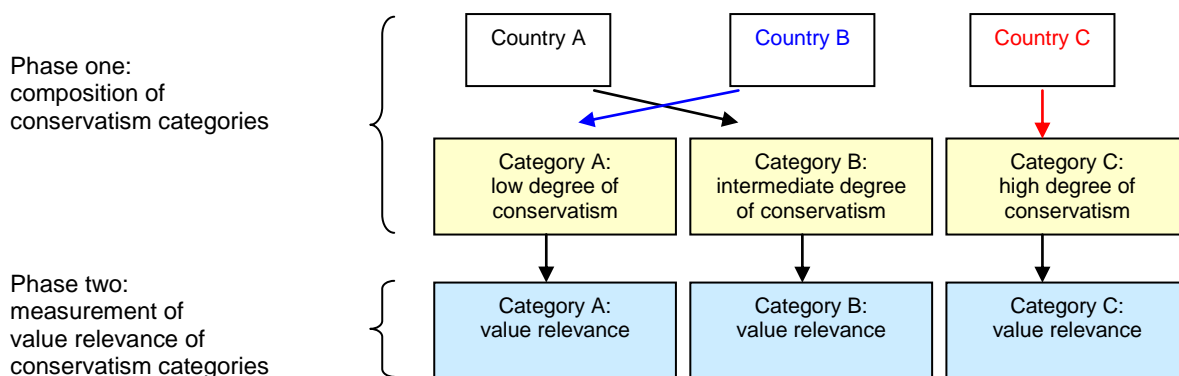 Country A
Country B
Country C
Phase one:
composition of
conservatism categories
Category A:
low degree of
conservatism
Category B:
intermediate degree
of conservatism
Category C:
high degree of
conservatism
Phase two:
measurement of
value relevance of
conservatism categories
Category A:
value relevance
Category B:
value relevance
Category C:
value relevance